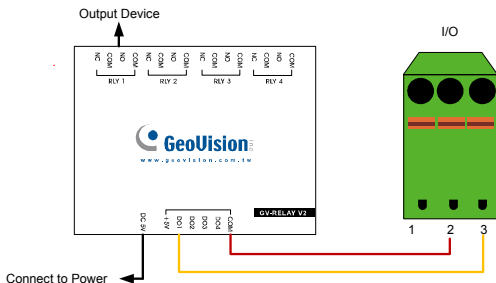 Output Device
I/O
NC COM NO COM NC COM NO COM NC COM NO COM NC COM NO COM
RLY 1 RLY 2 RLY 3 RLY 4
GeoVision Inc
www.geovision.com.tw
GV-RELAY V2
DC 5V +5V DO1 DO2 DO3 DO4 COM
1 2 3
Connect to Power